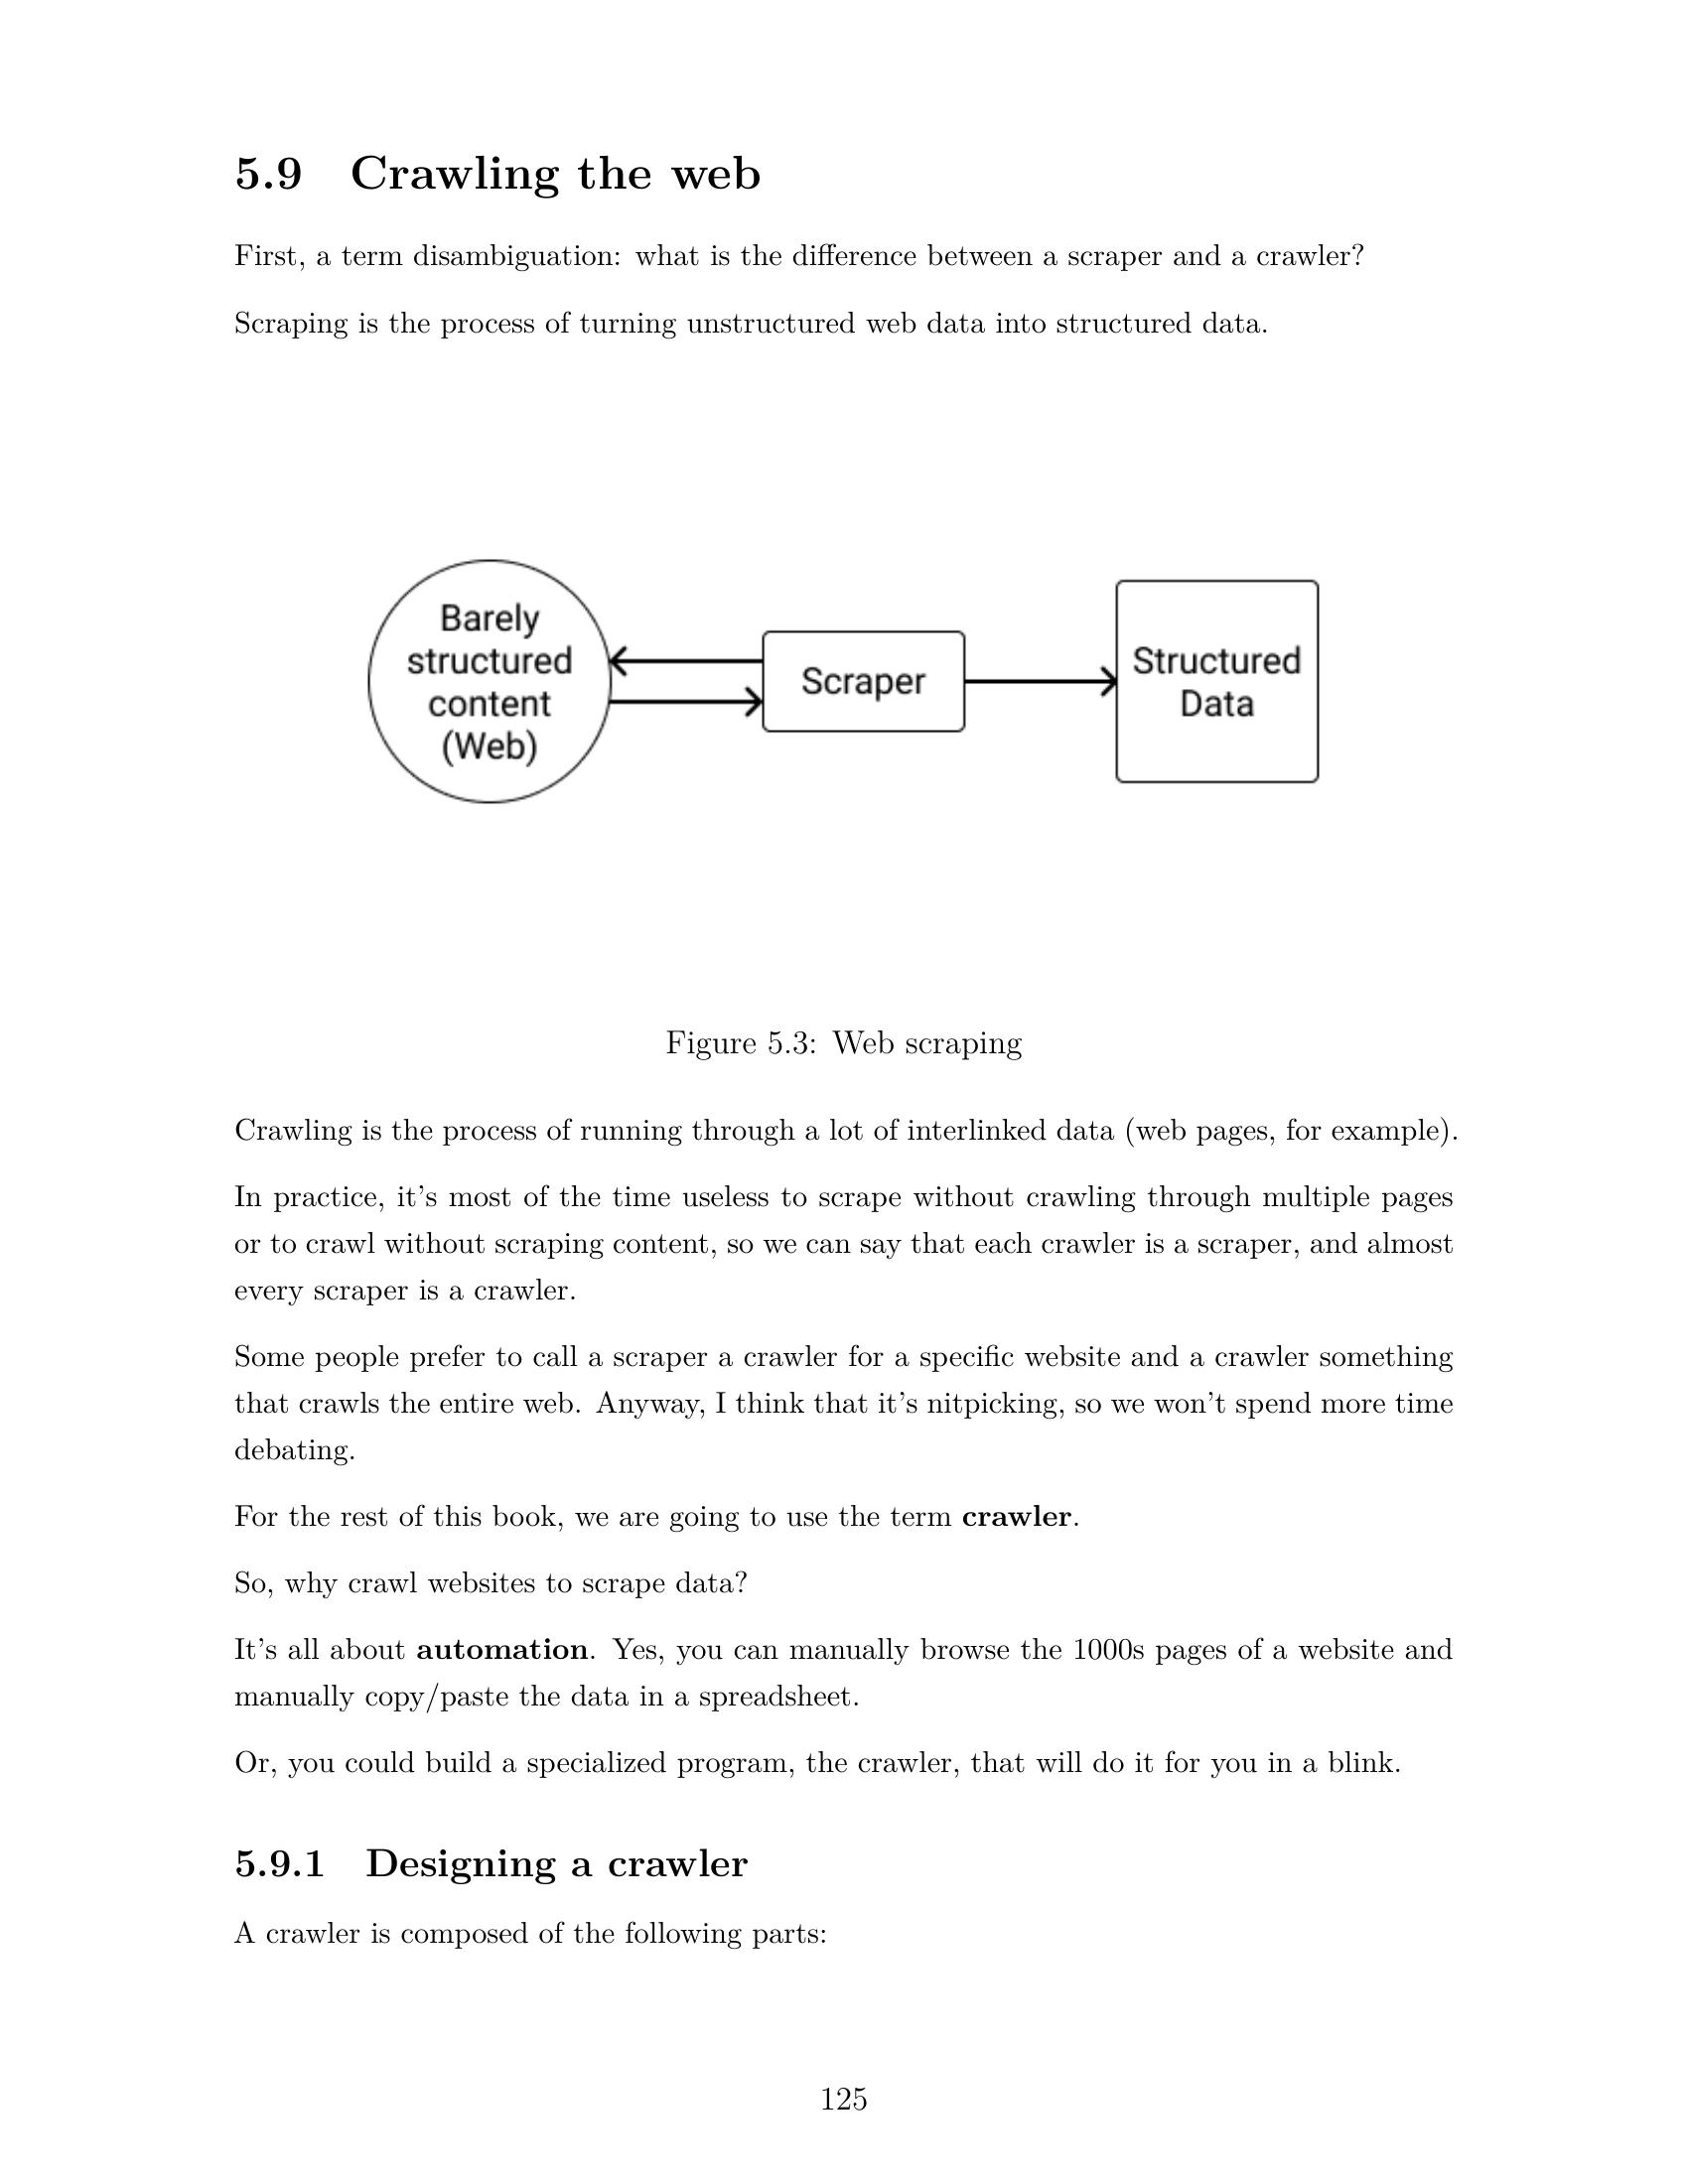 5.9 Crawling the web
First, a term disambiguation: what is the difference between a scraper and a crawler?
Scraping is the process of turning unstructured web data into structured data.
Barely
structured
content
(Web)
Scraper
Structured
Data
Figure 5.3: Web scraping
Crawling is the process of running through a lot of interlinked data (web pages, for example).
In practice, it's most of the time useless to scrape without crawling through multiple pages
or to crawl without scraping content, so we can say that each crawler is a scraper, and almost
every scraper is a crawler.
Some people prefer to call a scraper a crawler for a specific website and a crawler something
that crawls the entire web. Anyway, I think that it's nitpicking, so we won't spend more time
debating.
For the rest of this book, we are going to use the term crawler.
So, why crawl websites to scrape data?
It's all about automation. Yes, you can manually browse the 1000s pages of a website and
manually copy/paste the data in a spreadsheet.
Or, you could build a specialized program, the crawler, that will do it for you in a blink.
5.9.1 Designing a crawler
A crawler is composed of the following parts:
125